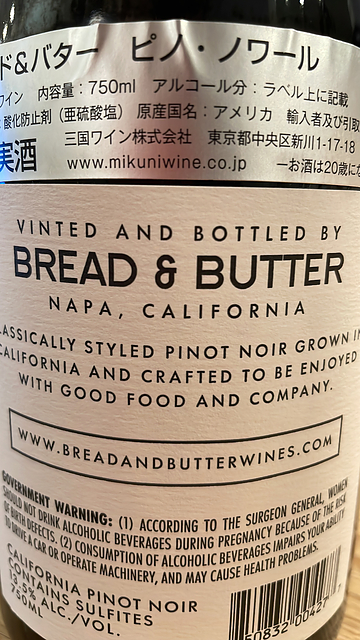 ド&バター ピノ・ノワール
ワイン 内容量：750ml アルコール分：ラベル上に記載
酸化防止剤（亜硫酸塩） 原産国名：アメリカ 輸入者及び引取
三国ワイン株式会社 東京都中央区新川1-17-18
実酒 www.mikuniwine.co.jp ーお酒は20歳にな
VINTED AND BOTTLED BY
BREAD & BUTTER
NAPA, CALIFORNIA
LASSICALLY STYLED PINOT NOIR GROWN IN
CALIFORNIA AND CRAFTED TO BE ENJOYED
WITH GOOD FOOD AND COMPANY.
WWW.BREADANDBUTTERWINES.COM
GOVERNMENT WARNING: (1) ACCORDING TO THE SURGEON GENERAL, WOMEN
SHOULD NOT DRINK ALCOHOLIC BEVERAGES DURING PREGNANCY BECAUSE OF THE RISK
OF BIRTH DEFECTS. (2) CONSUMPTION OF ALCOHOLIC BEVERAGES IMPAIRS YOUR ABILITY
TO DRIVE A CAR OR OPERATE MACHINERY, AND MAY CAUSE HEALTH PROBLEMS.
CALIFORNIA PINOT NOIR
CONTAINS SULFITES
13.5% ALC./VOL.
750ML